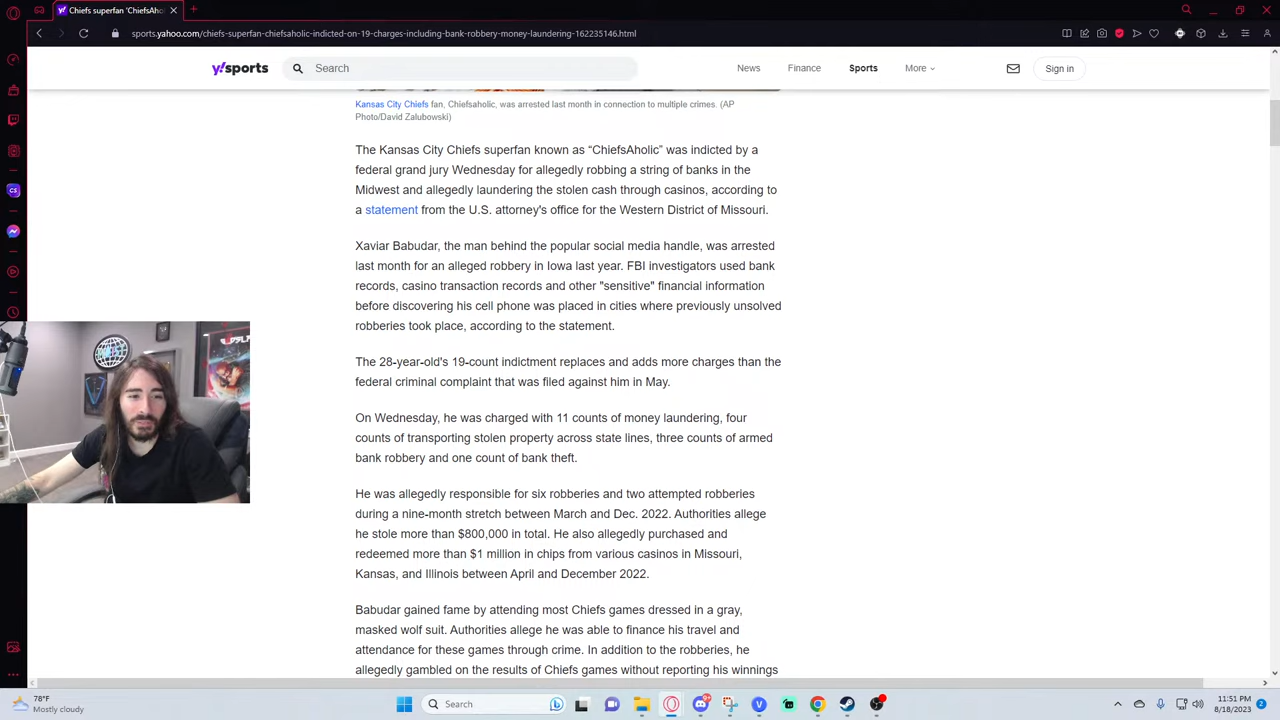 Chiefs superfan 'ChiefsAho
sports.yahoo.com/chiefs-superfan-chiefsaholic-indicted-on-19-charges-including-bank-robbery-money-laundering-162235146.html
y!sports
Search
News
Finance
Sports
More
Sign in
Kansas City Chiefs fan, Chiefsaholic, was arrested last month in connection to multiple crimes. (AP
Photo/David Zalubowski)
The Kansas City Chiefs superfan known as “ChiefsAholic” was indicted by a
federal grand jury Wednesday for allegedly robbing a string of banks in the
Midwest and allegedly laundering the stolen cash through casinos, according to
a statement from the U.S. attorney's office for the Western District of Missouri.
Xaviar Babudar, the man behind the popular social media handle, was arrested
last month for an alleged robbery in Iowa last year. FBI investigators used bank
records, casino transaction records and other "sensitive" financial information
before discovering his cell phone was placed in cities where previously unsolved
robberies took place, according to the statement.
The 28-year-old's 19-count indictment replaces and adds more charges than the
federal criminal complaint that was filed against him in May.
On Wednesday, he was charged with 11 counts of money laundering, four
counts of transporting stolen property across state lines, three counts of armed
bank robbery and one count of bank theft.
He was allegedly responsible for six robberies and two attempted robberies
during a nine-month stretch between March and Dec. 2022. Authorities allege
he stole more than $800,000 in total. He also allegedly purchased and
redeemed more than $1 million in chips from various casinos in Missouri,
Kansas, and Illinois between April and December 2022.
Babudar gained fame by attending most Chiefs games dressed in a gray,
masked wolf suit. Authorities allege he was able to finance his travel and
attendance for these games through crime. In addition to the robberies, he
allegedly gambled on the results of Chiefs games without reporting his winnings
78°F
Mostly cloudy
Search
11:51 PM
8/18/2023